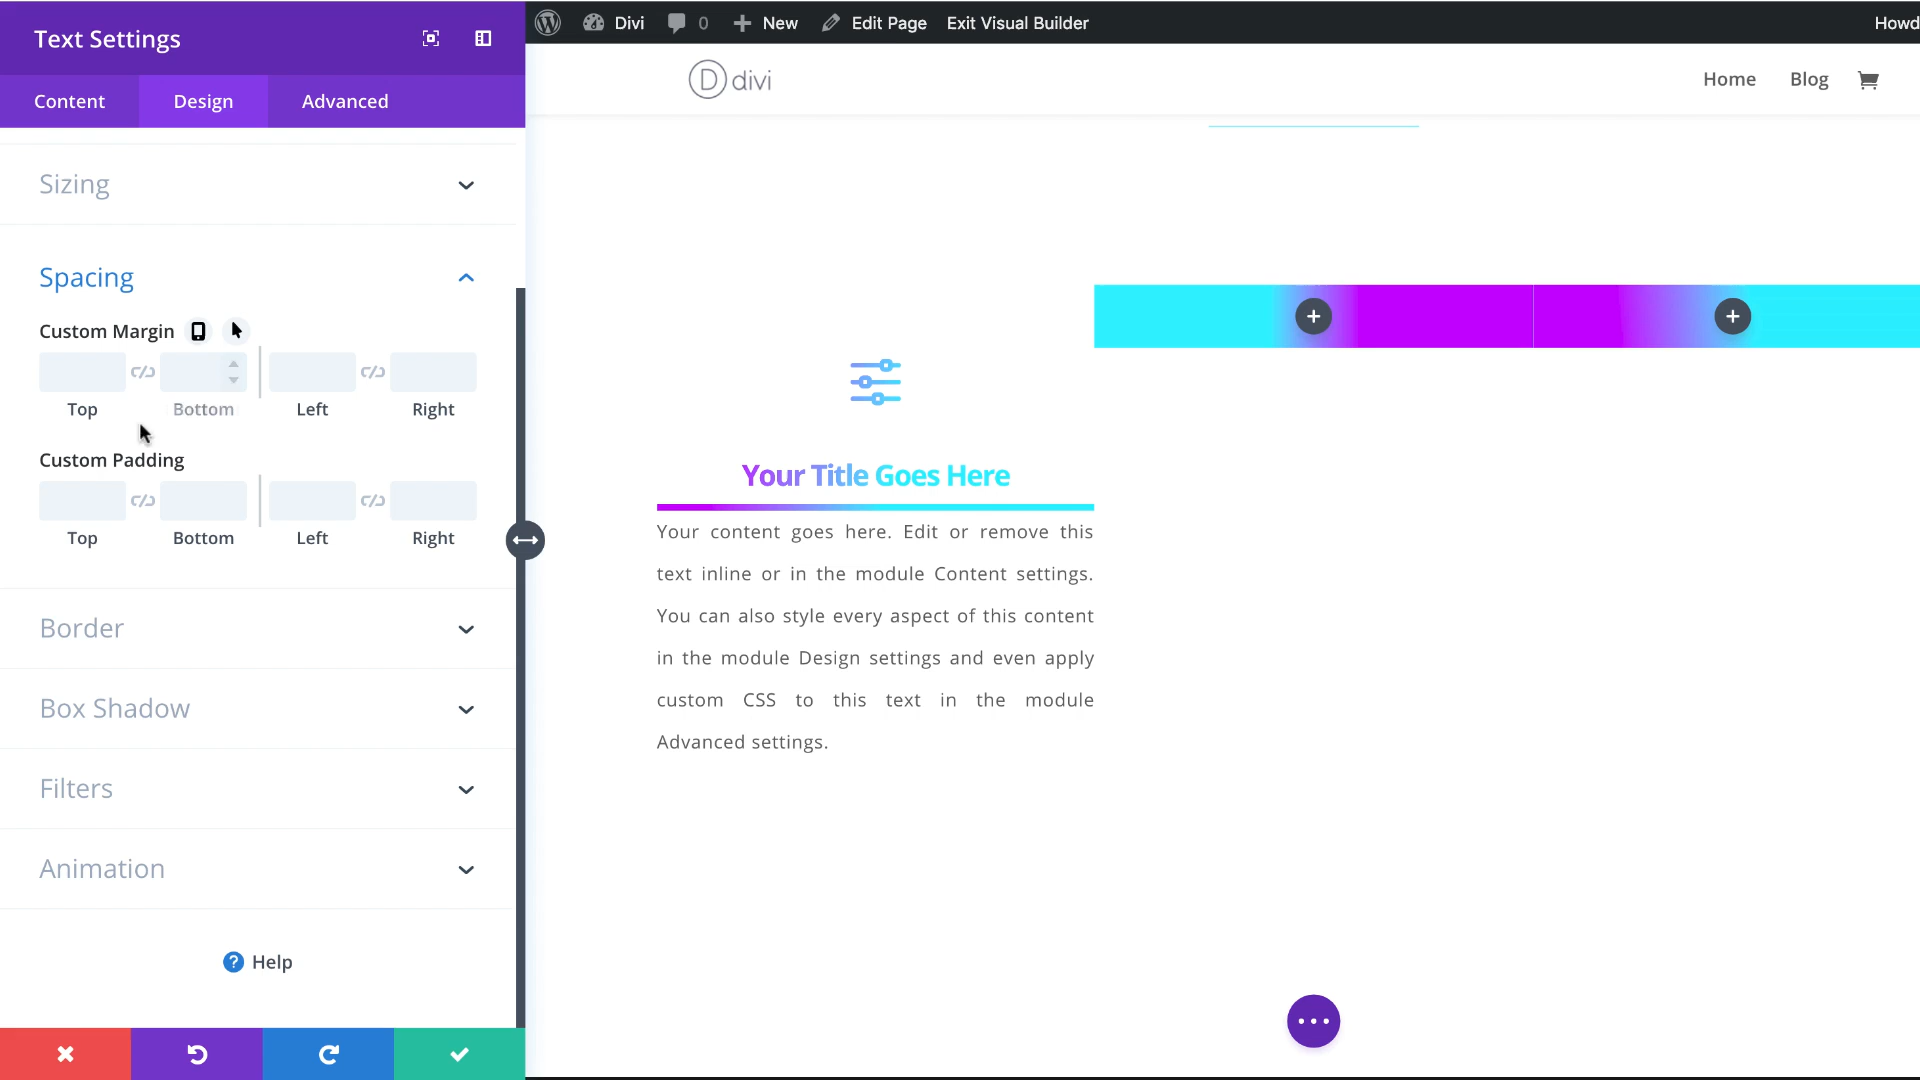 Text Settings
Divi
0
New
Edit Page
Exit Visual Builder
Howd
Content
Design
Advanced
D divi
Home
Blog
Sizing
Spacing
Custom Margin
Top
Bottom
Left
Right
Custom Padding
Top
Bottom
Left
Right
Border
Box Shadow
Filters
Animation
? Help
Your Title Goes Here
Your content goes here. Edit or remove this
text inline or in the module Content settings.
You can also style every aspect of this content
in the module Design settings and even apply
custom CSS to this text in the module
Advanced settings.